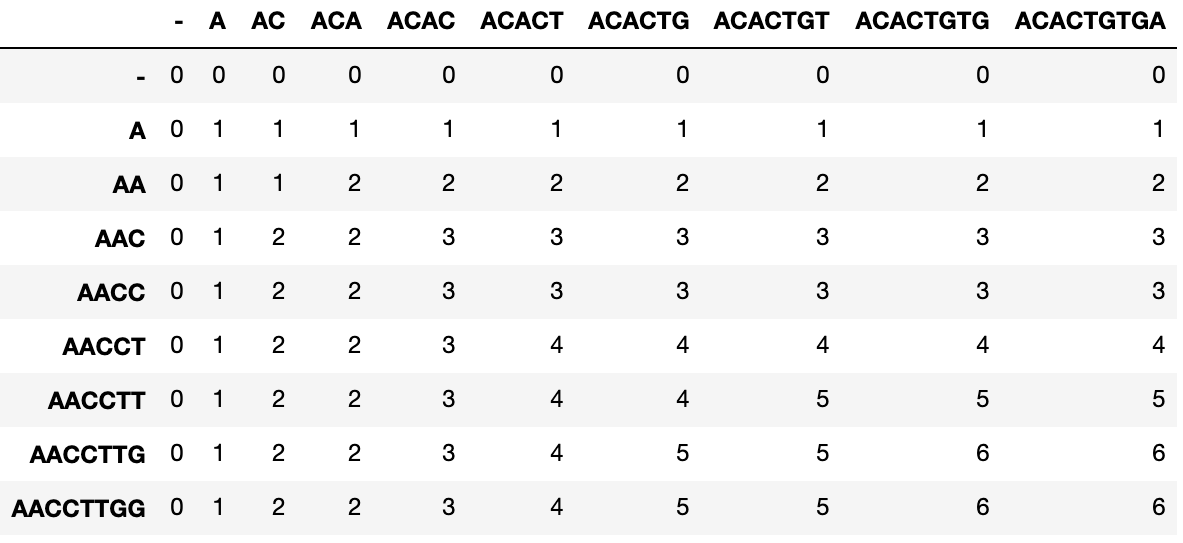 - A AC ACA ACAC ACACT ACACTG ACACTGT ACACTGTG ACACTGTGA
- 0 0 0 0 0 0 0 0 0 0
A 0 1 1 1 1 1 1 1 1 1
AA 0 1 1 2 2 2 2 2 2 2
AAC 0 1 2 2 3 3 3 3 3 3
AACC 0 1 2 2 3 3 3 3 3 3
AACCT 0 1 2 2 3 4 4 4 4 4
AACCTT 0 1 2 2 3 4 4 5 5 5
AACCTTG 0 1 2 2 3 4 5 5 6 6
AACCTTGG 0 1 2 2 3 4 5 5 6 6